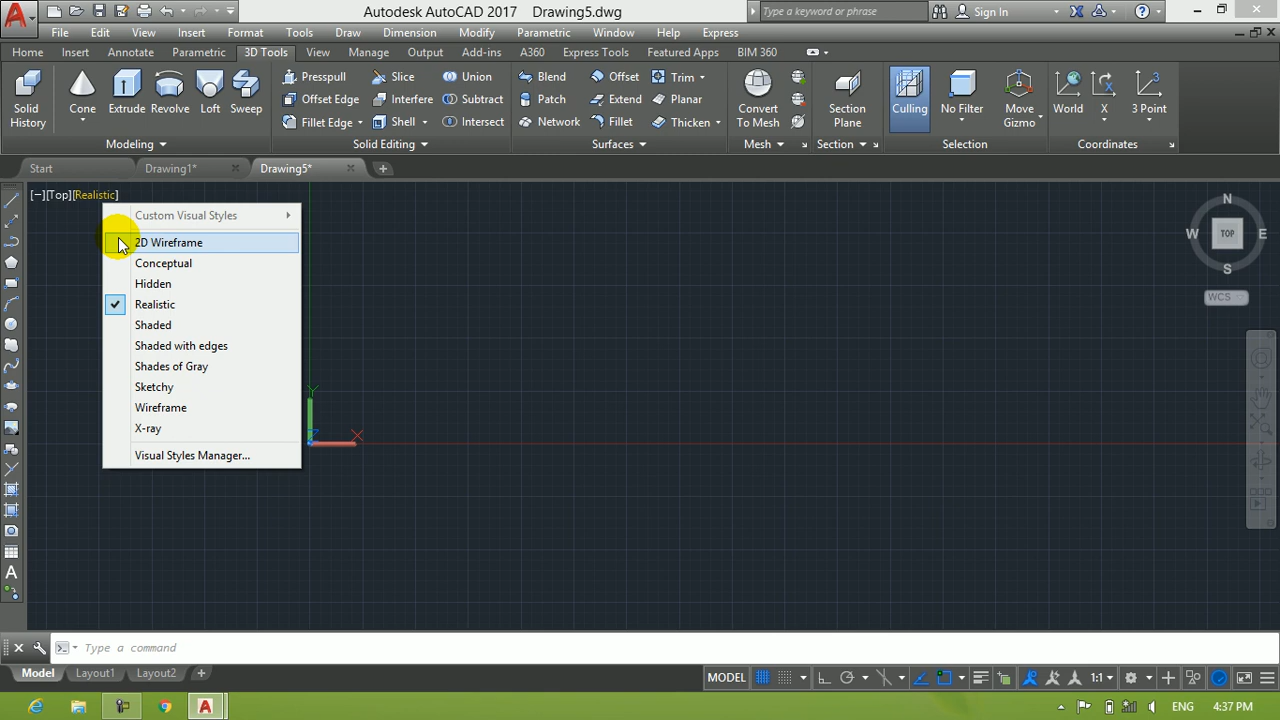 Autodesk AutoCAD 2017 Drawing5.dwg
Type a keyword or phrase
Sign In
File Edit View Insert Format Tools Draw Dimension Modify Parametric Window Help Express
Home Insert Annotate Parametric 3D Tools View Manage Output Add-ins A360 Express Tools Featured Apps BIM 360
Solid History
Cone
Extrude
Revolve
Loft
Sweep
Presspull
Offset Edge
Fillet Edge
Slice
Interfere
Shell
Union
Subtract
Intersect
Blend
Patch
Network
Offset
Extend
Fillet
Trim
Planar
Thicken
Convert To Mesh
Section Plane
Culling
No Filter
Move Gizmo
World
X
3 Point
Modeling Solid Editing Surfaces Mesh Section Selection Coordinates
Start Drawing1* Drawing5*
[−][Top][Realistic]
Custom Visual Styles
2D Wireframe
Conceptual
Hidden
Realistic
Shaded
Shaded with edges
Shades of Gray
Sketchy
Wireframe
X-ray
Visual Styles Manager...
N
W TOP E
S
WCS
Y
X
Z
A
Type a command
Model Layout1 Layout2
MODEL 1:1
ENG 4:37 PM